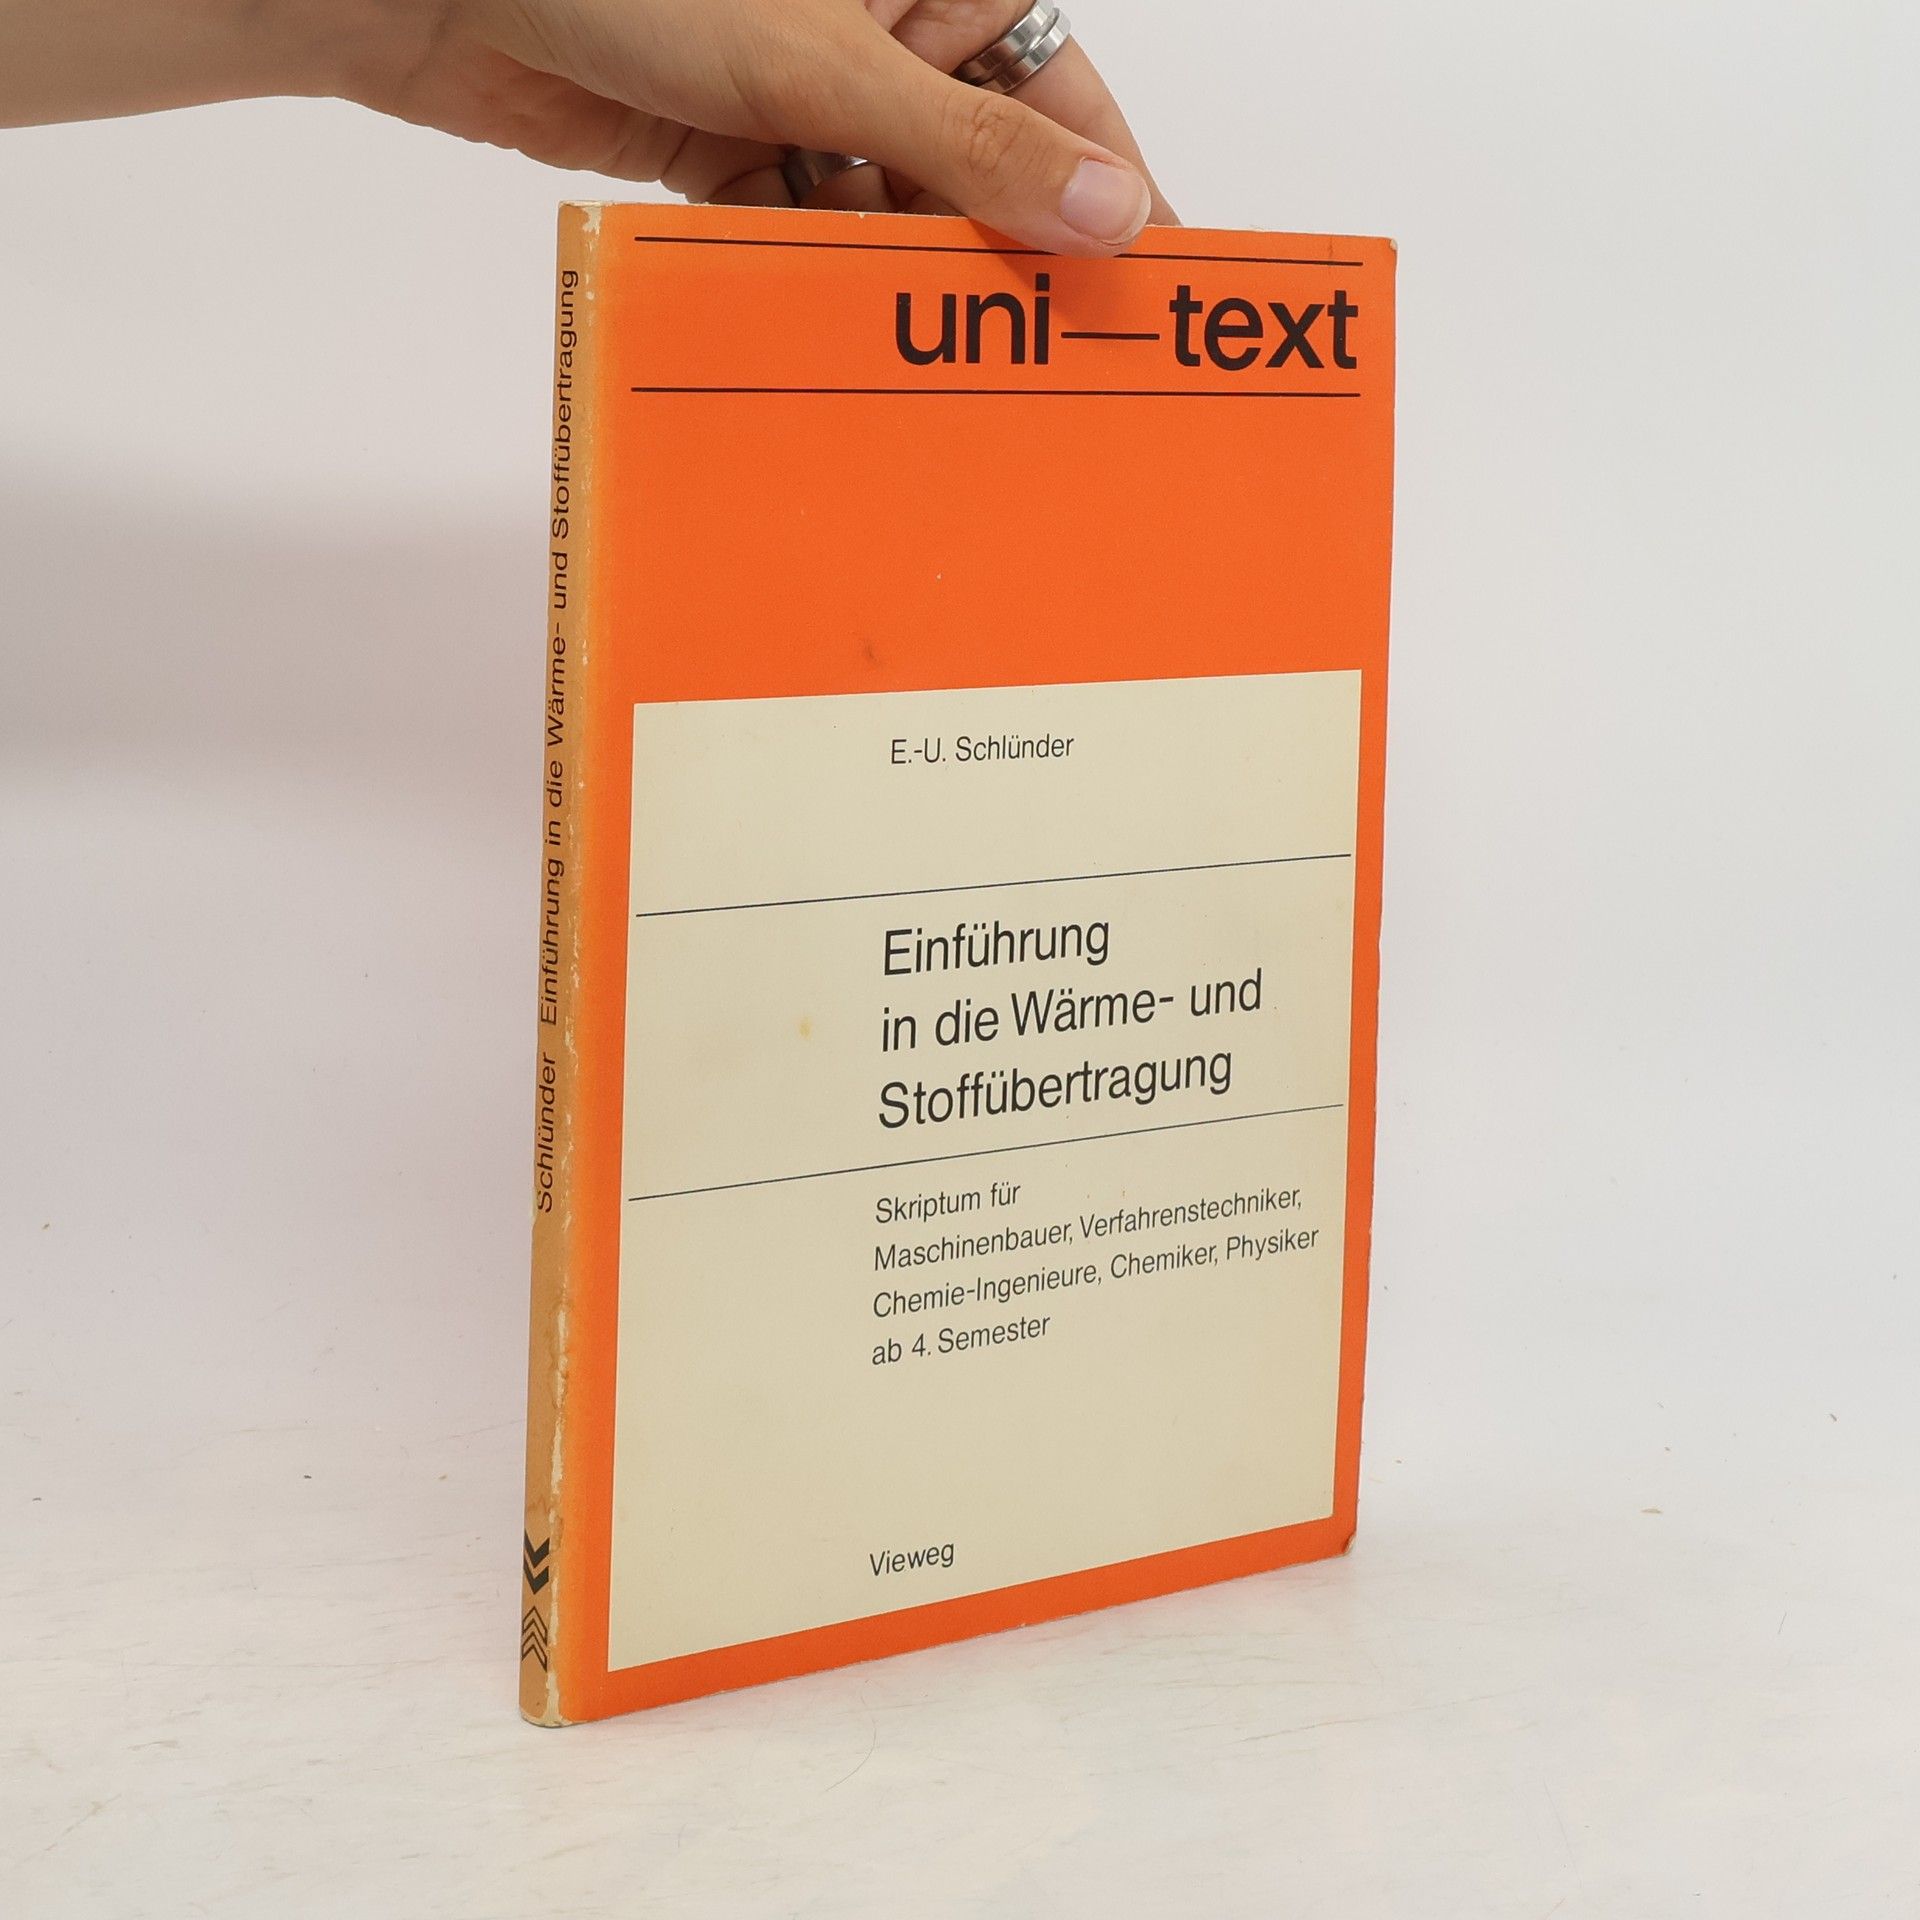 uni—text
E.-U. Schlünder
Einführung
in die Wärme- und
Stoffübertragung
Skriptum für
Maschinenbauer, Verfahrenstechniker,
Chemie-Ingenieure, Chemiker, Physiker
ab 4. Semester
Vieweg
Schlünder Einführung in die Wärme- und Stoffübertragung